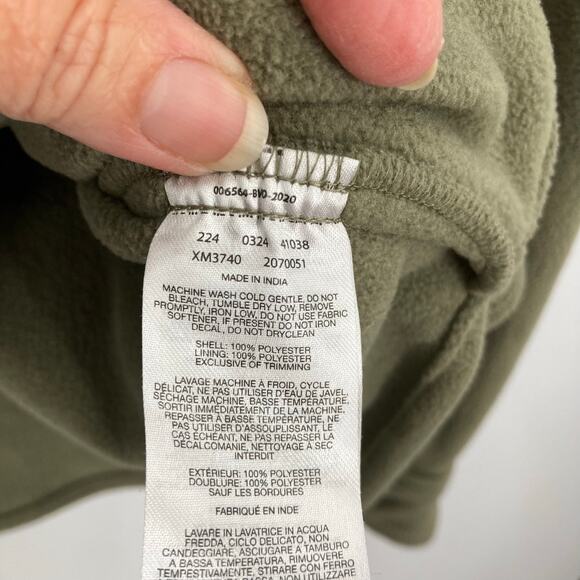 006564-BVO-2020
224 0324 41038
XM3740 2070051
MADE IN INDIA
MACHINE WASH COLD GENTLE, DO NOT
BLEACH, TUMBLE DRY LOW, REMOVE
PROMPTLY, IRON LOW, DO NOT USE FABRIC
SOFTENER, IF PRESENT DO NOT IRON
DECAL, DO NOT DRYCLEAN
SHELL: 100% POLYESTER
LINING: 100% POLYESTER
EXCLUSIVE OF TRIMMING
LAVAGE MACHINE À FROID, CYCLE
DÉLICAT, NE PAS UTILISER D'EAU DE JAVEL,
SÉCHAGE MACHINE, BASSE TEMPÉRATURE,
SORTIR IMMÉDIATEMENT DE LA MACHINE,
REPASSER À BASSE TEMPÉRATURE, NE PAS
UTILISER D'ASSOUPLISSANT, LE
CAS ÉCHÉANT, NE PAS REPASSER LA
DÉCALCOMANIE, NETTOYAGE À SEC
INTERDIT
EXTÉRIEUR: 100% POLYESTER
DOUBLURE: 100% POLYESTER
SAUF LES BORDURES
FABRIQUÉ EN INDE
LAVARE IN LAVATRICE IN ACQUA
FREDDA, CICLO DELICATO, NON
CANDEGGIARE, ASCIUGARE A TAMBURO
A BASSA TEMPERATURA, RIMUOVERE
TEMPESTIVAMENTE, STIRARE CON FERRO